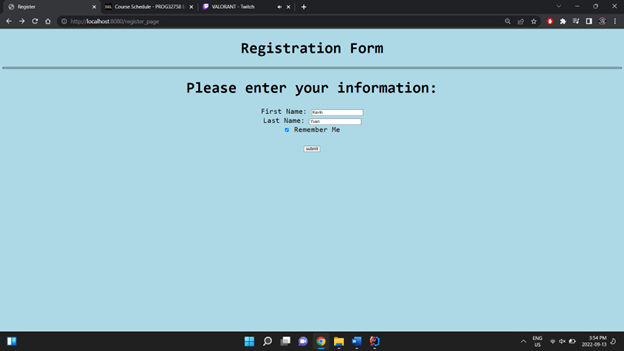 Register
Course Schedule - PROG32758
VALORANT - Twitch
http://localhost:8080/register_page
Registration Form
Please enter your information:
First Name: Kevin
Last Name: Yuan
Remember Me
submit
ENG
US
3:54 PM
2022-09-13